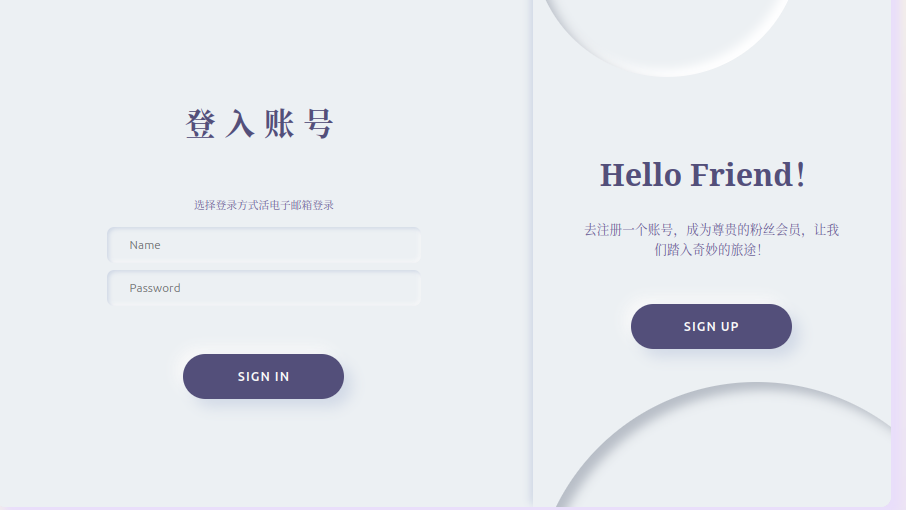 登入账号
选择登录方式活电子邮箱登录
Name
Password
SIGN IN
Hello Friend！
去注册一个账号，成为尊贵的粉丝会员，让我
们踏入奇妙的旅途！
SIGN UP